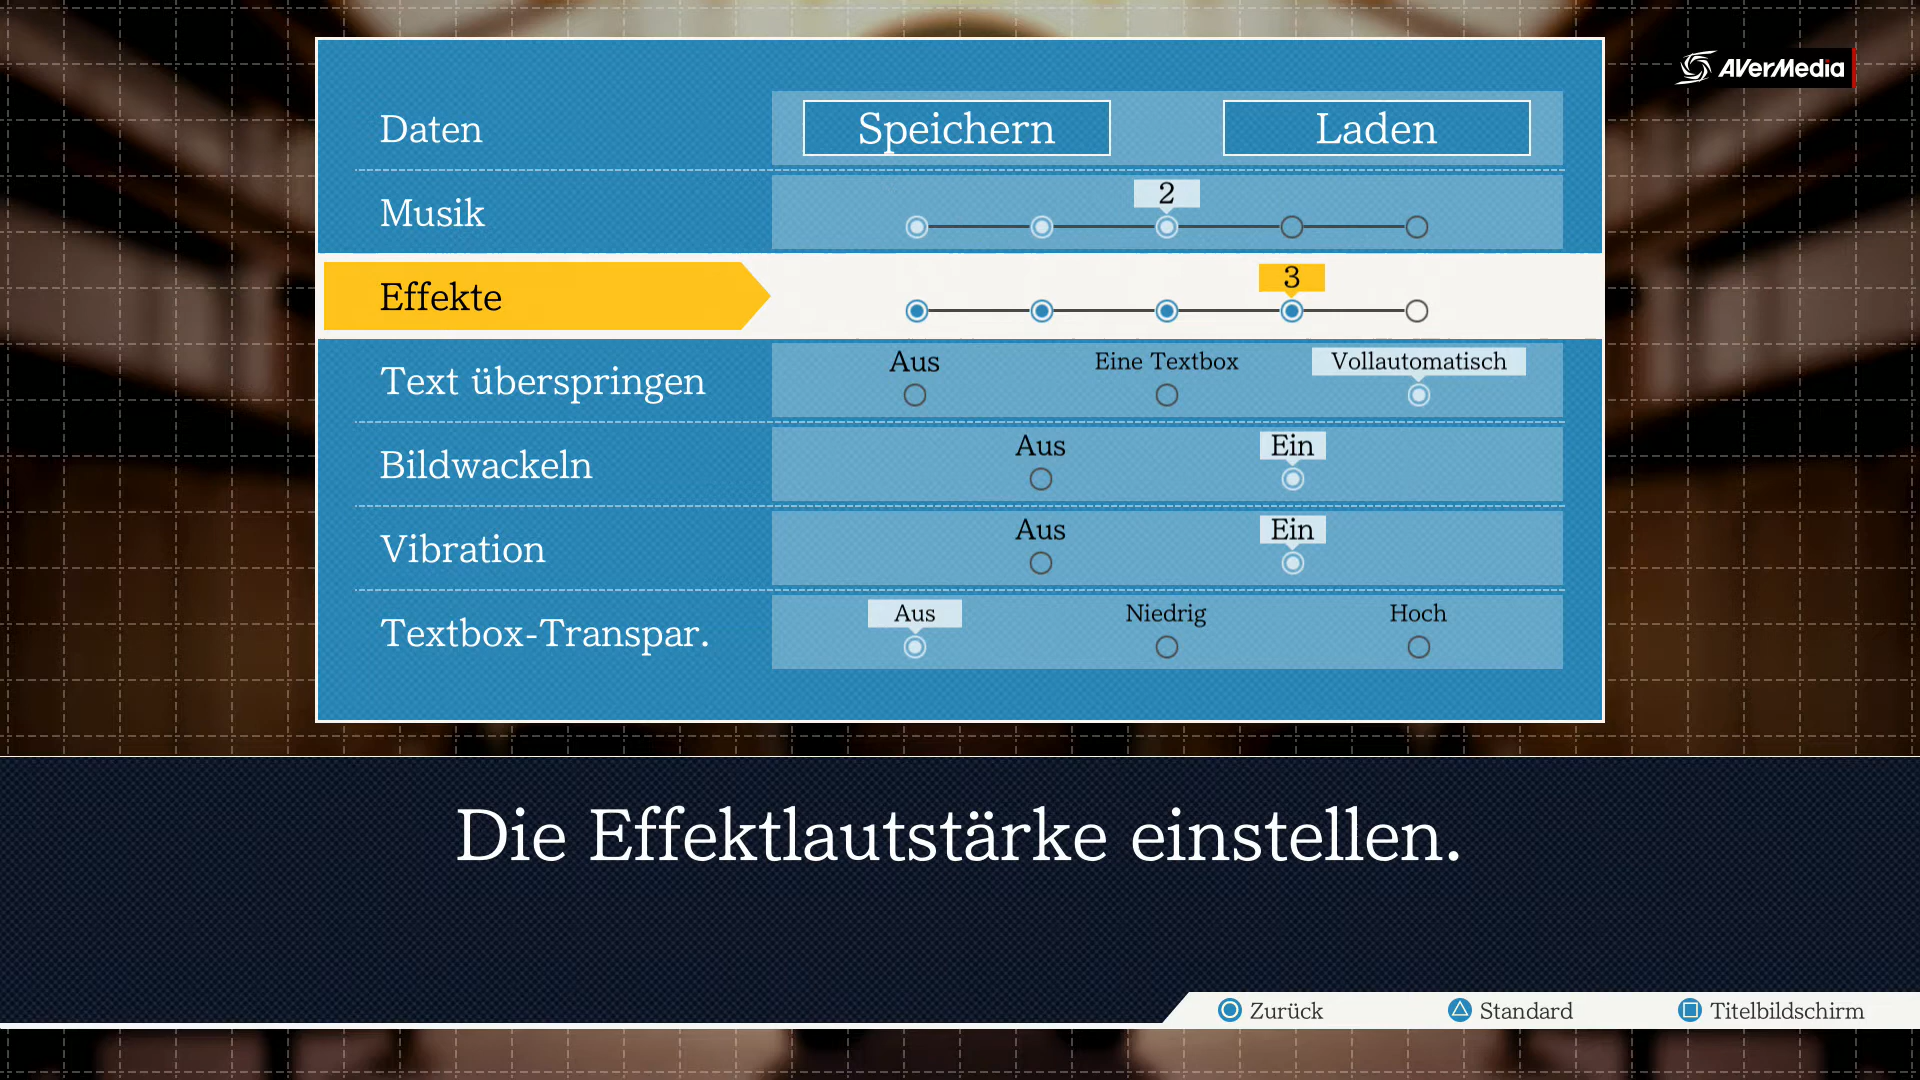 AVerMedia
Daten Speichern Laden
Musik 2
Effekte 3
Text überspringen Aus Eine Textbox Vollautomatisch
Bildwackeln Aus Ein
Vibration Aus Ein
Textbox-Transpar. Aus Niedrig Hoch
Die Effektlautstärke einstellen.
Zurück Standard Titelbildschirm